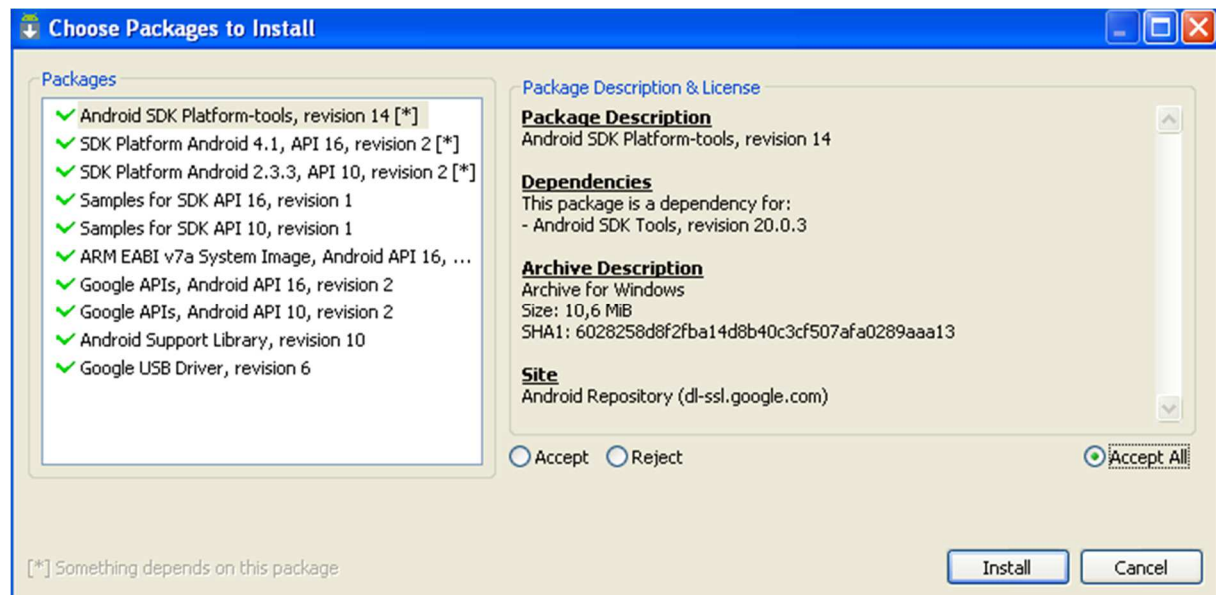 Choose Packages to Install
Packages
Android SDK Platform-tools, revision 14 [*]
SDK Platform Android 4.1, API 16, revision 2 [*]
SDK Platform Android 2.3.3, API 10, revision 2 [*]
Samples for SDK API 16, revision 1
Samples for SDK API 10, revision 1
ARM EABI v7a System Image, Android API 16, ...
Google APIs, Android API 16, revision 2
Google APIs, Android API 10, revision 2
Android Support Library, revision 10
Google USB Driver, revision 6
Package Description & License
Package Description
Android SDK Platform-tools, revision 14
Dependencies
This package is a dependency for:
- Android SDK Tools, revision 20.0.3
Archive Description
Archive for Windows
Size: 10,6 MiB
SHA1: 6028258d8f2fba14d8b40c3cf507afa0289aaa13
Site
Android Repository (dl-ssl.google.com)
Accept Reject Accept All
[*] Something depends on this package
Install Cancel